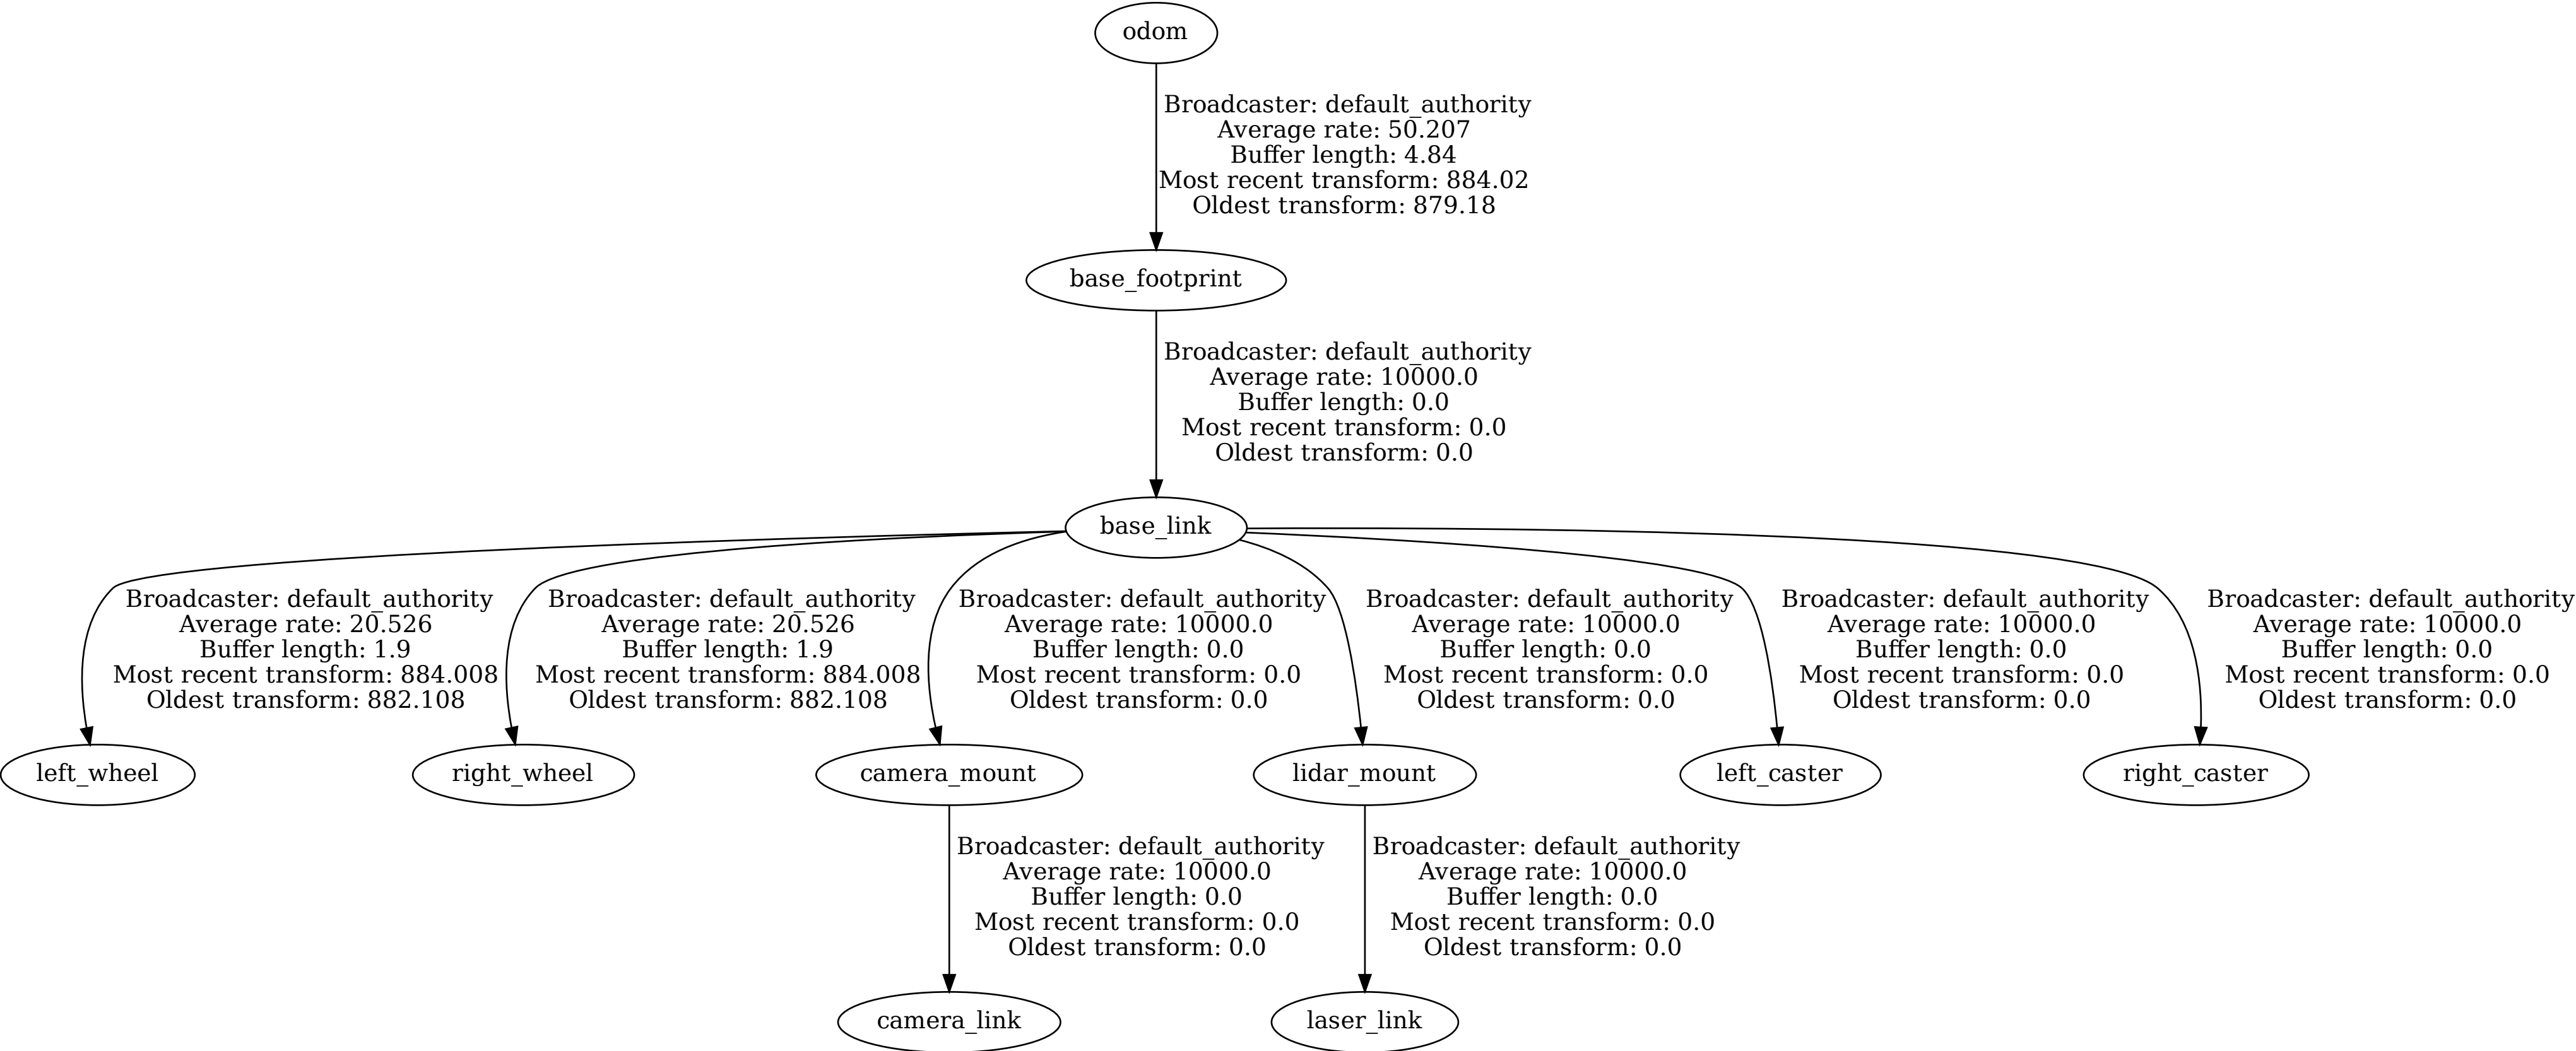 odom
Broadcaster: default_authority
Average rate: 50.207
Buffer length: 4.84
Most recent transform: 884.02
Oldest transform: 879.18
base_footprint
Broadcaster: default_authority
Average rate: 10000.0
Buffer length: 0.0
Most recent transform: 0.0
Oldest transform: 0.0
base_link
Broadcaster: default_authority
Average rate: 20.526
Buffer length: 1.9
Most recent transform: 884.008
Oldest transform: 882.108
Broadcaster: default_authority
Average rate: 20.526
Buffer length: 1.9
Most recent transform: 884.008
Oldest transform: 882.108
Broadcaster: default_authority
Average rate: 10000.0
Buffer length: 0.0
Most recent transform: 0.0
Oldest transform: 0.0
Broadcaster: default_authority
Average rate: 10000.0
Buffer length: 0.0
Most recent transform: 0.0
Oldest transform: 0.0
Broadcaster: default_authority
Average rate: 10000.0
Buffer length: 0.0
Most recent transform: 0.0
Oldest transform: 0.0
Broadcaster: default_authority
Average rate: 10000.0
Buffer length: 0.0
Most recent transform: 0.0
Oldest transform: 0.0
left_wheel
right_wheel
camera_mount
lidar_mount
left_caster
right_caster
Broadcaster: default_authority
Average rate: 10000.0
Buffer length: 0.0
Most recent transform: 0.0
Oldest transform: 0.0
Broadcaster: default_authority
Average rate: 10000.0
Buffer length: 0.0
Most recent transform: 0.0
Oldest transform: 0.0
camera_link
laser_link